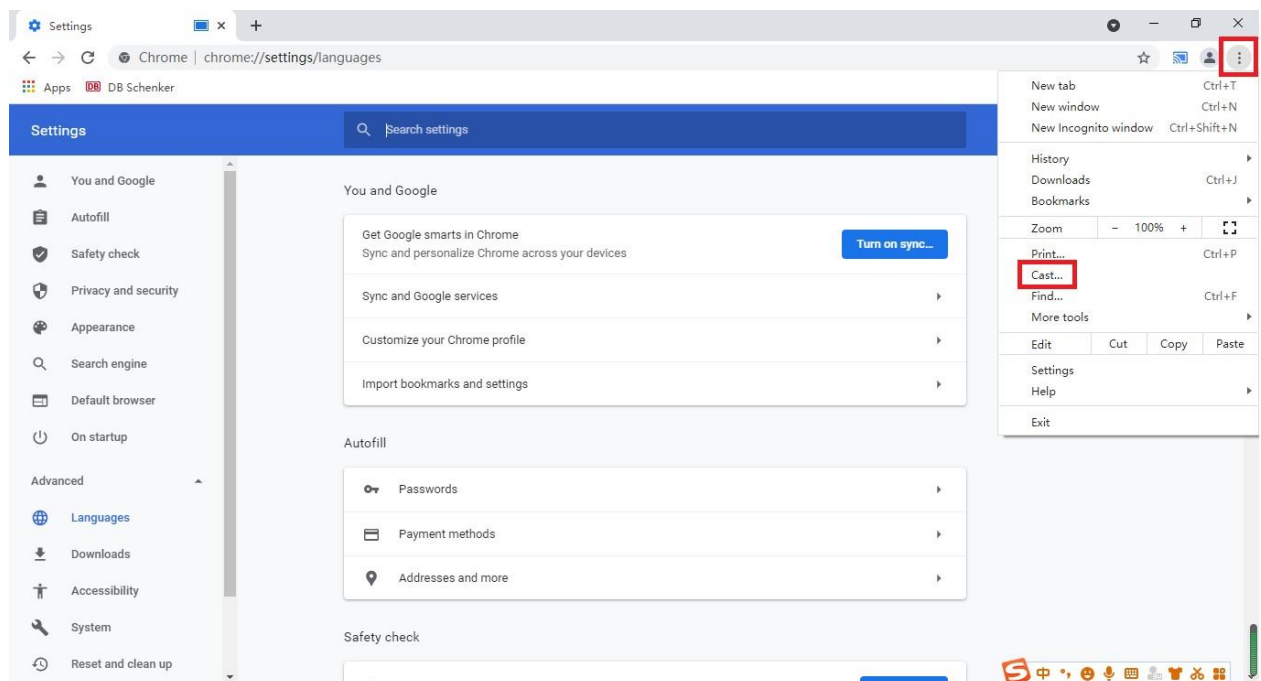 Settings
Chrome | chrome://settings/languages
Apps DB DB Schenker
Settings
Search settings
You and Google
Autofill
Safety check
Privacy and security
Appearance
Search engine
Default browser
On startup
Advanced
Languages
Downloads
Accessibility
System
Reset and clean up
You and Google
Get Google smarts in Chrome
Sync and personalize Chrome across your devices
Turn on sync...
Sync and Google services
Customize your Chrome profile
Import bookmarks and settings
Autofill
Passwords
Payment methods
Addresses and more
Safety check
New tab Ctrl+T
New window Ctrl+N
New Incognito window Ctrl+Shift+N
History
Downloads Ctrl+J
Bookmarks
Zoom - 100% +
Print... Ctrl+P
Cast...
Find... Ctrl+F
More tools
Edit Cut Copy Paste
Settings
Help
Exit
S 中 °,